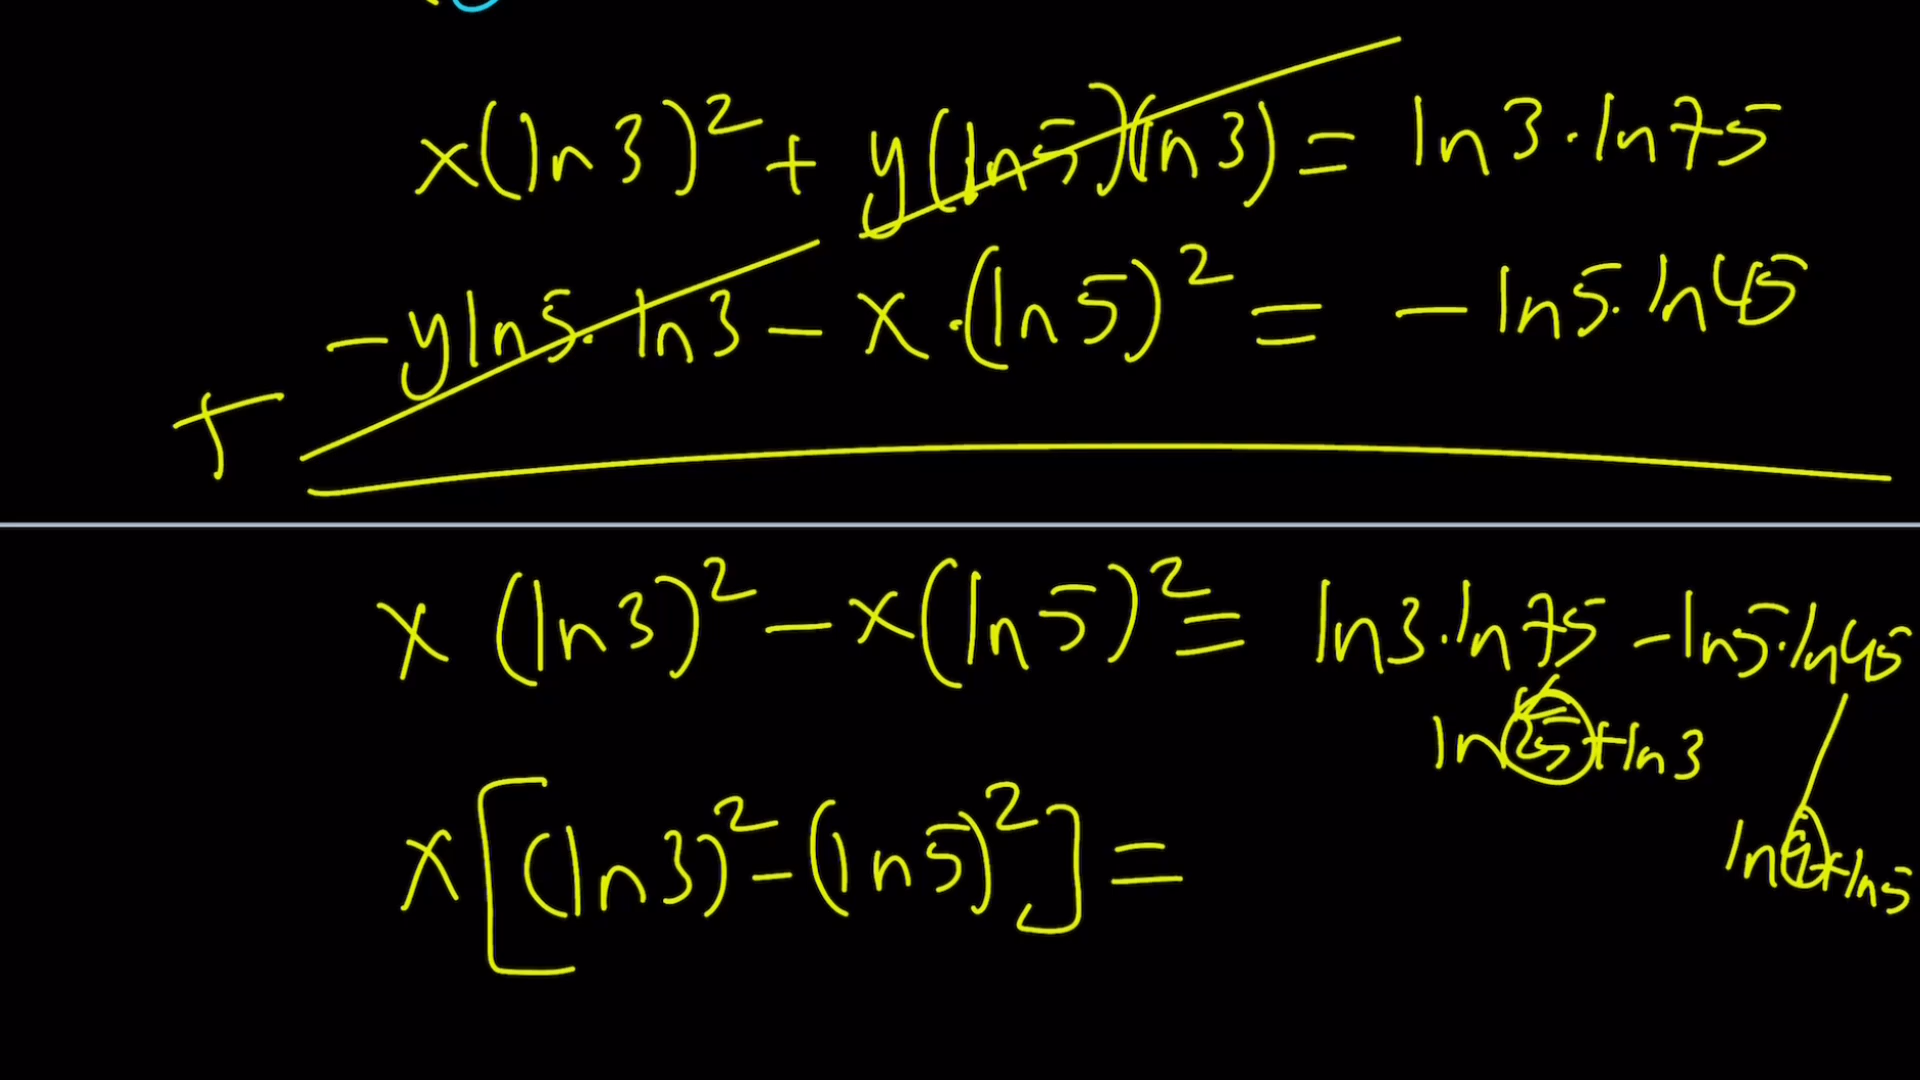 x(ln3)² + y(ln5)(ln3) = ln3·ln75
-yln5·ln3 - x·(ln5)² = -ln5·ln45
+
x(ln3)² - x(ln5)² = ln3·ln75 - ln5·ln45
ln25+ln3
x[(ln3)² - (ln5)²] =
ln9+ln5